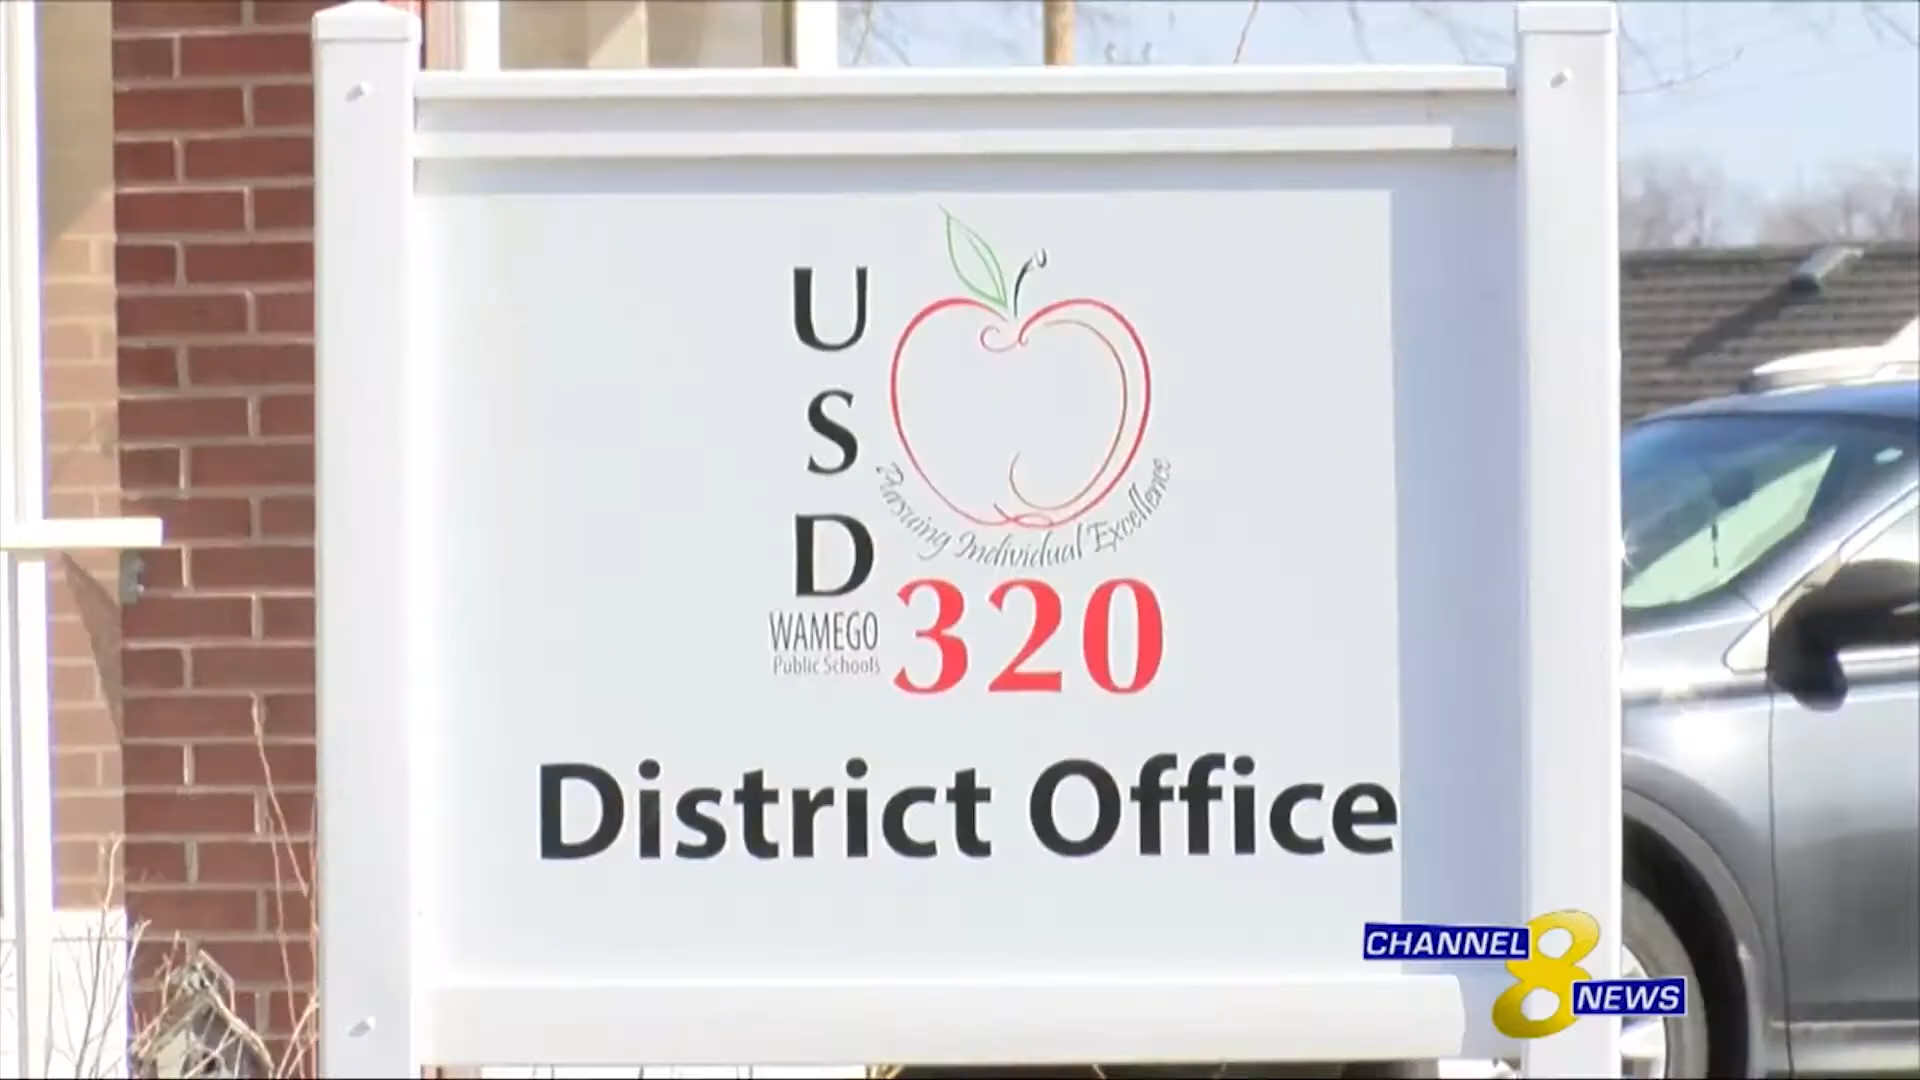 USD
Pursuing Individual Excellence
320
WAMEGO
Public Schools
District Office
CHANNEL
8
NEWS